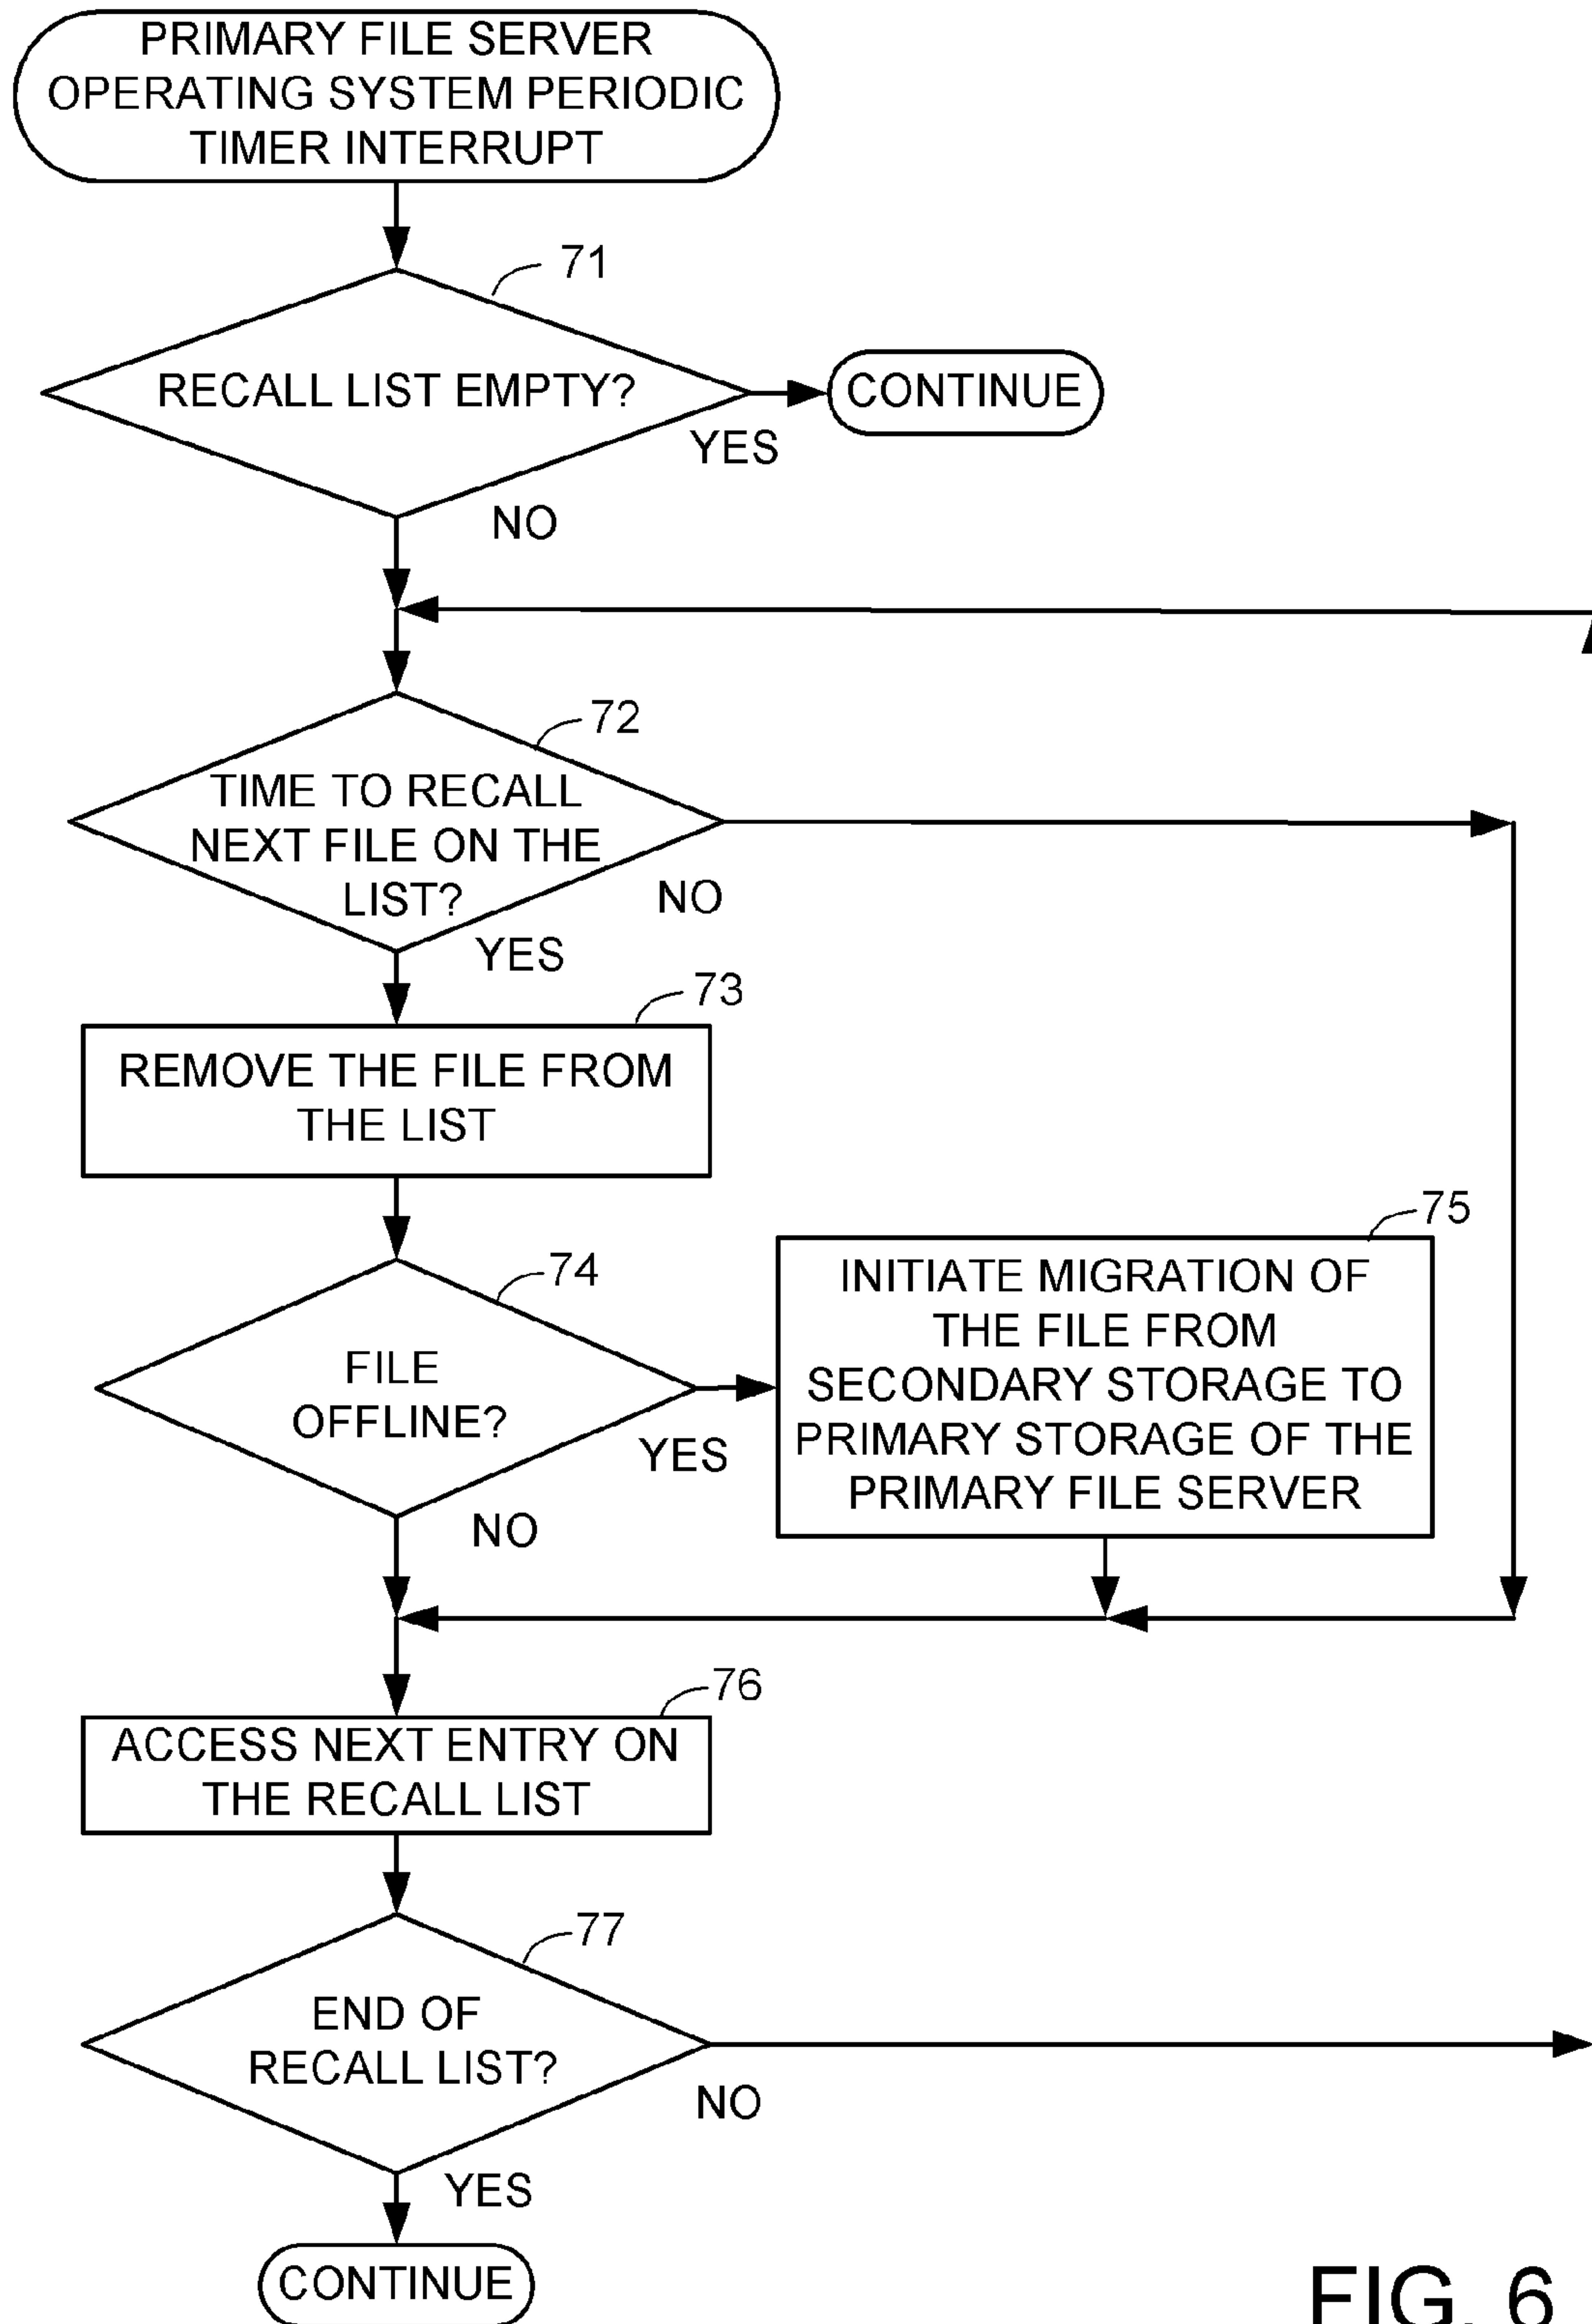 PRIMARY FILE SERVER
OPERATING SYSTEM PERIODIC
TIMER INTERRUPT
71
RECALL LIST EMPTY?
CONTINUE
YES
NO
72
TIME TO RECALL
NEXT FILE ON THE
LIST?
NO
YES
73
REMOVE THE FILE FROM
THE LIST
74
FILE
OFFLINE?
YES
NO
75
INITIATE MIGRATION OF
THE FILE FROM
SECONDARY STORAGE TO
PRIMARY STORAGE OF THE
PRIMARY FILE SERVER
76
ACCESS NEXT ENTRY ON
THE RECALL LIST
77
END OF
RECALL LIST?
NO
YES
CONTINUE
FIG. 6